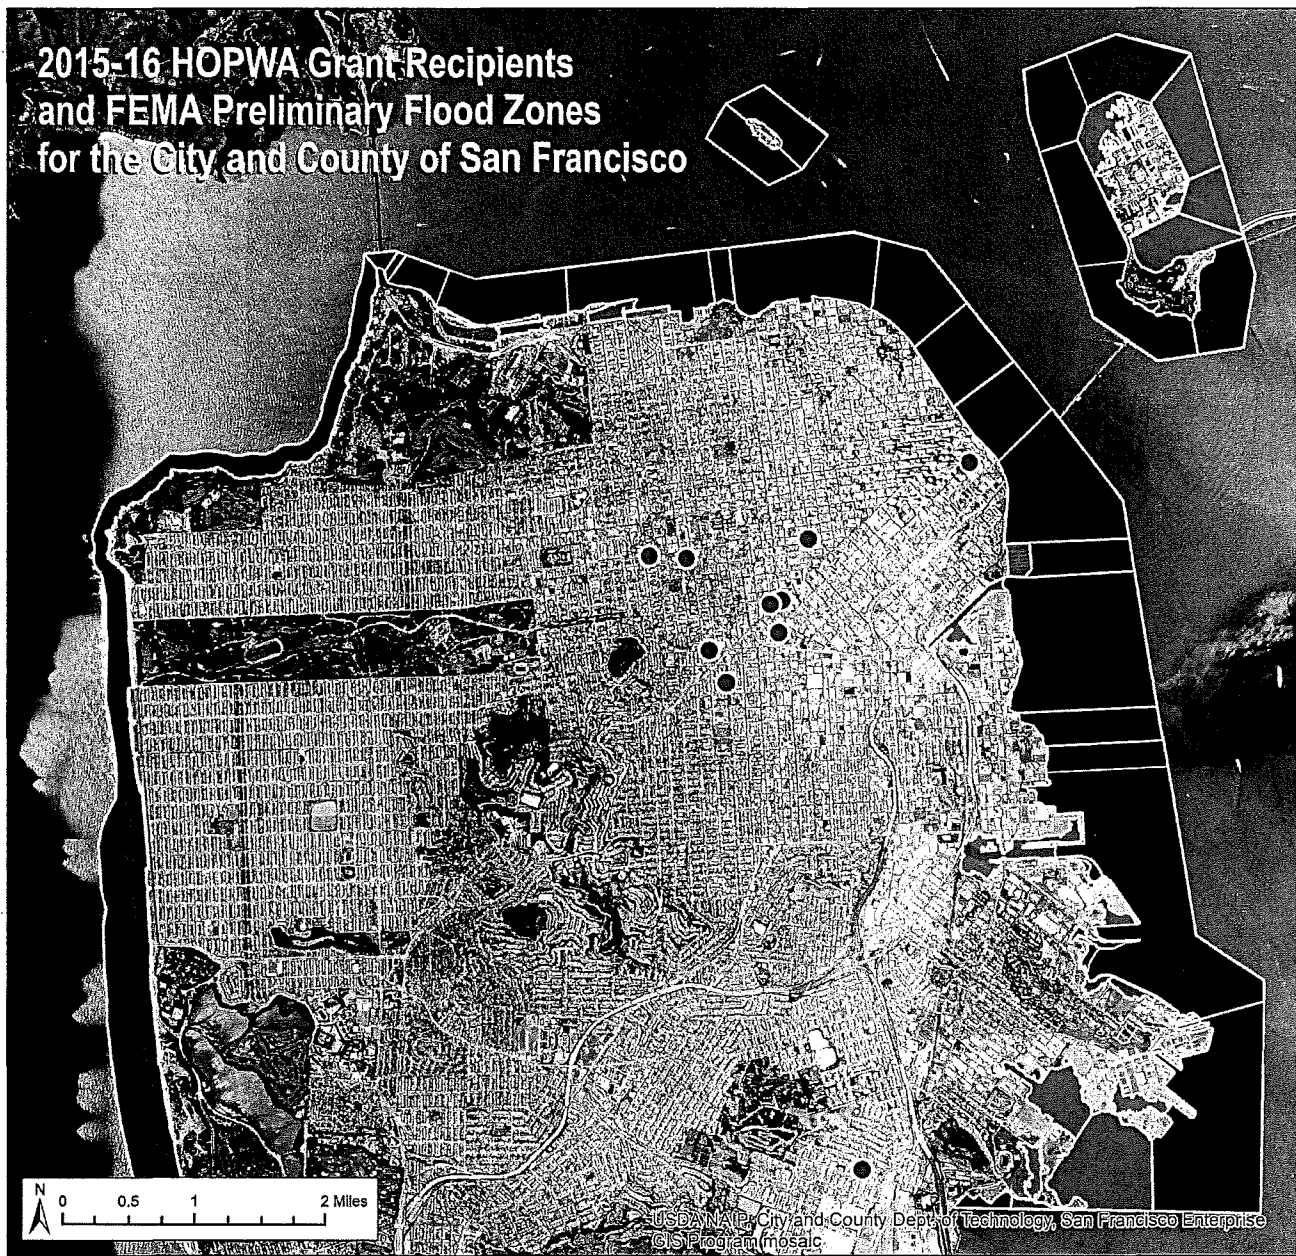 2015-16 HOPWA Grant Recipients
and FEMA Preliminary Flood Zones
for the City and County of San Francisco
N
0 0.5 1 2 Miles
USDA NAIP, City and County Dept. of Technology, San Francisco Enterprise
GIS Program mosaic